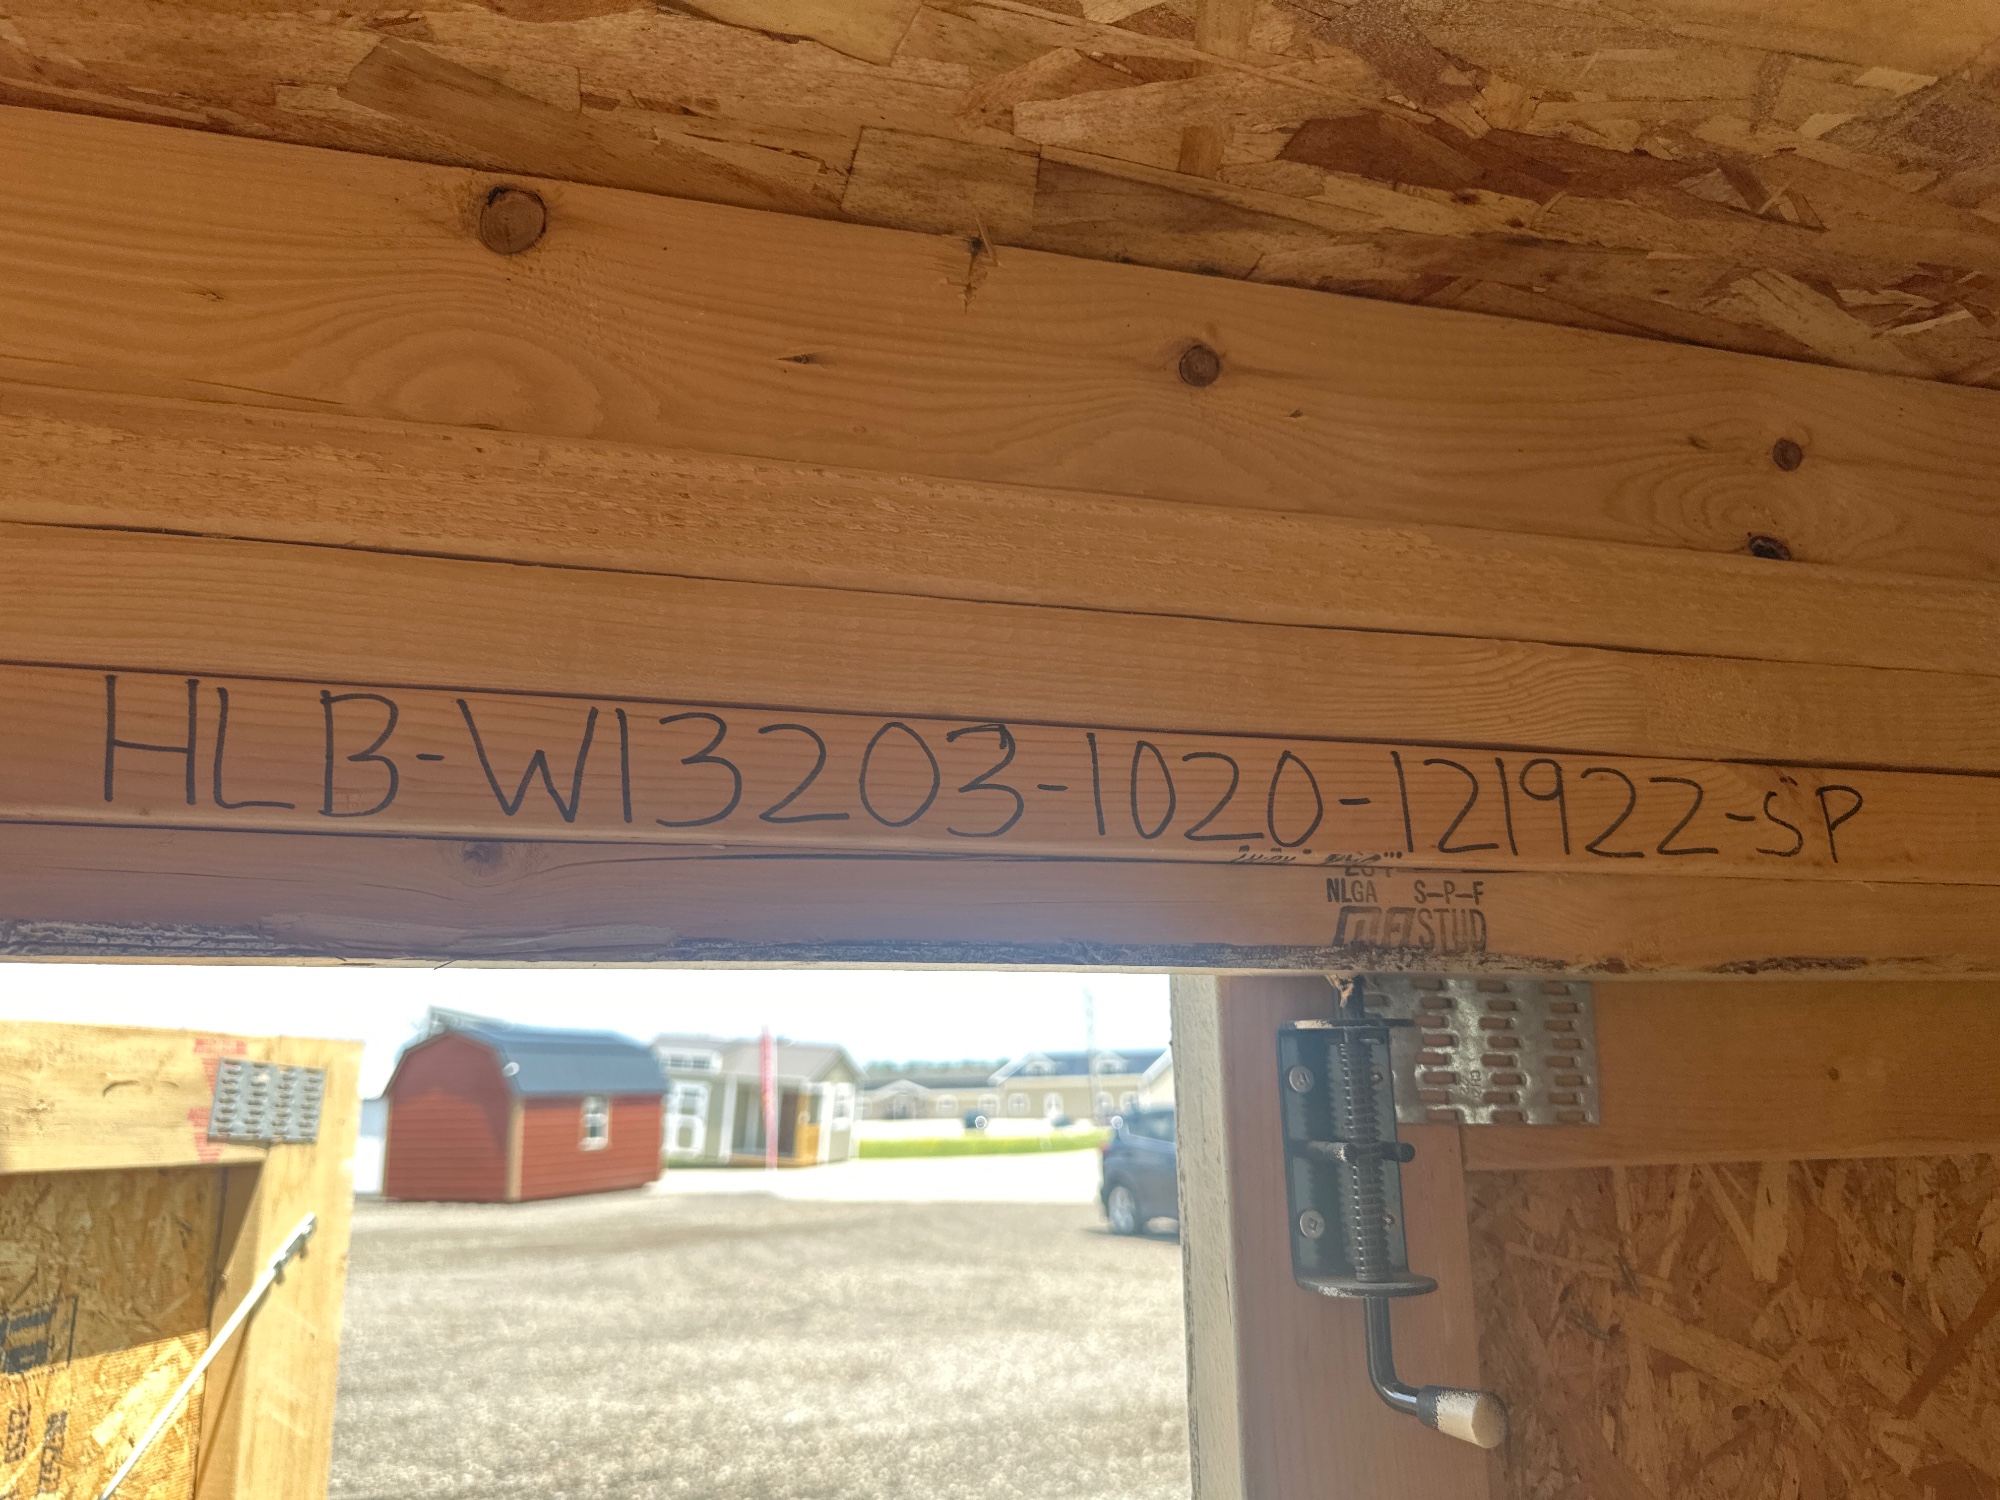 HLB-W13203-1020-121922-SP
NLGA S-P-F
STUD